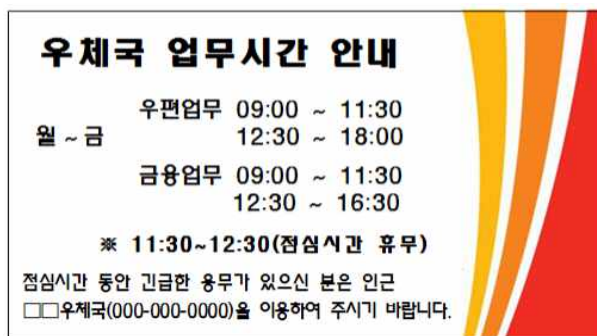 우체국 업무시간 안내
우편업무 09:00 ~ 11:30
월 ~ 금 12:30 ~ 18:00
금융업무 09:00 ~ 11:30
12:30 ~ 16:30
※ 11:30~12:30(점심시간 휴무)
점심시간 동안 긴급한 용무가 있으신 분은 인근
□□우체국(000-000-0000)을 이용하여 주시기 바랍니다.